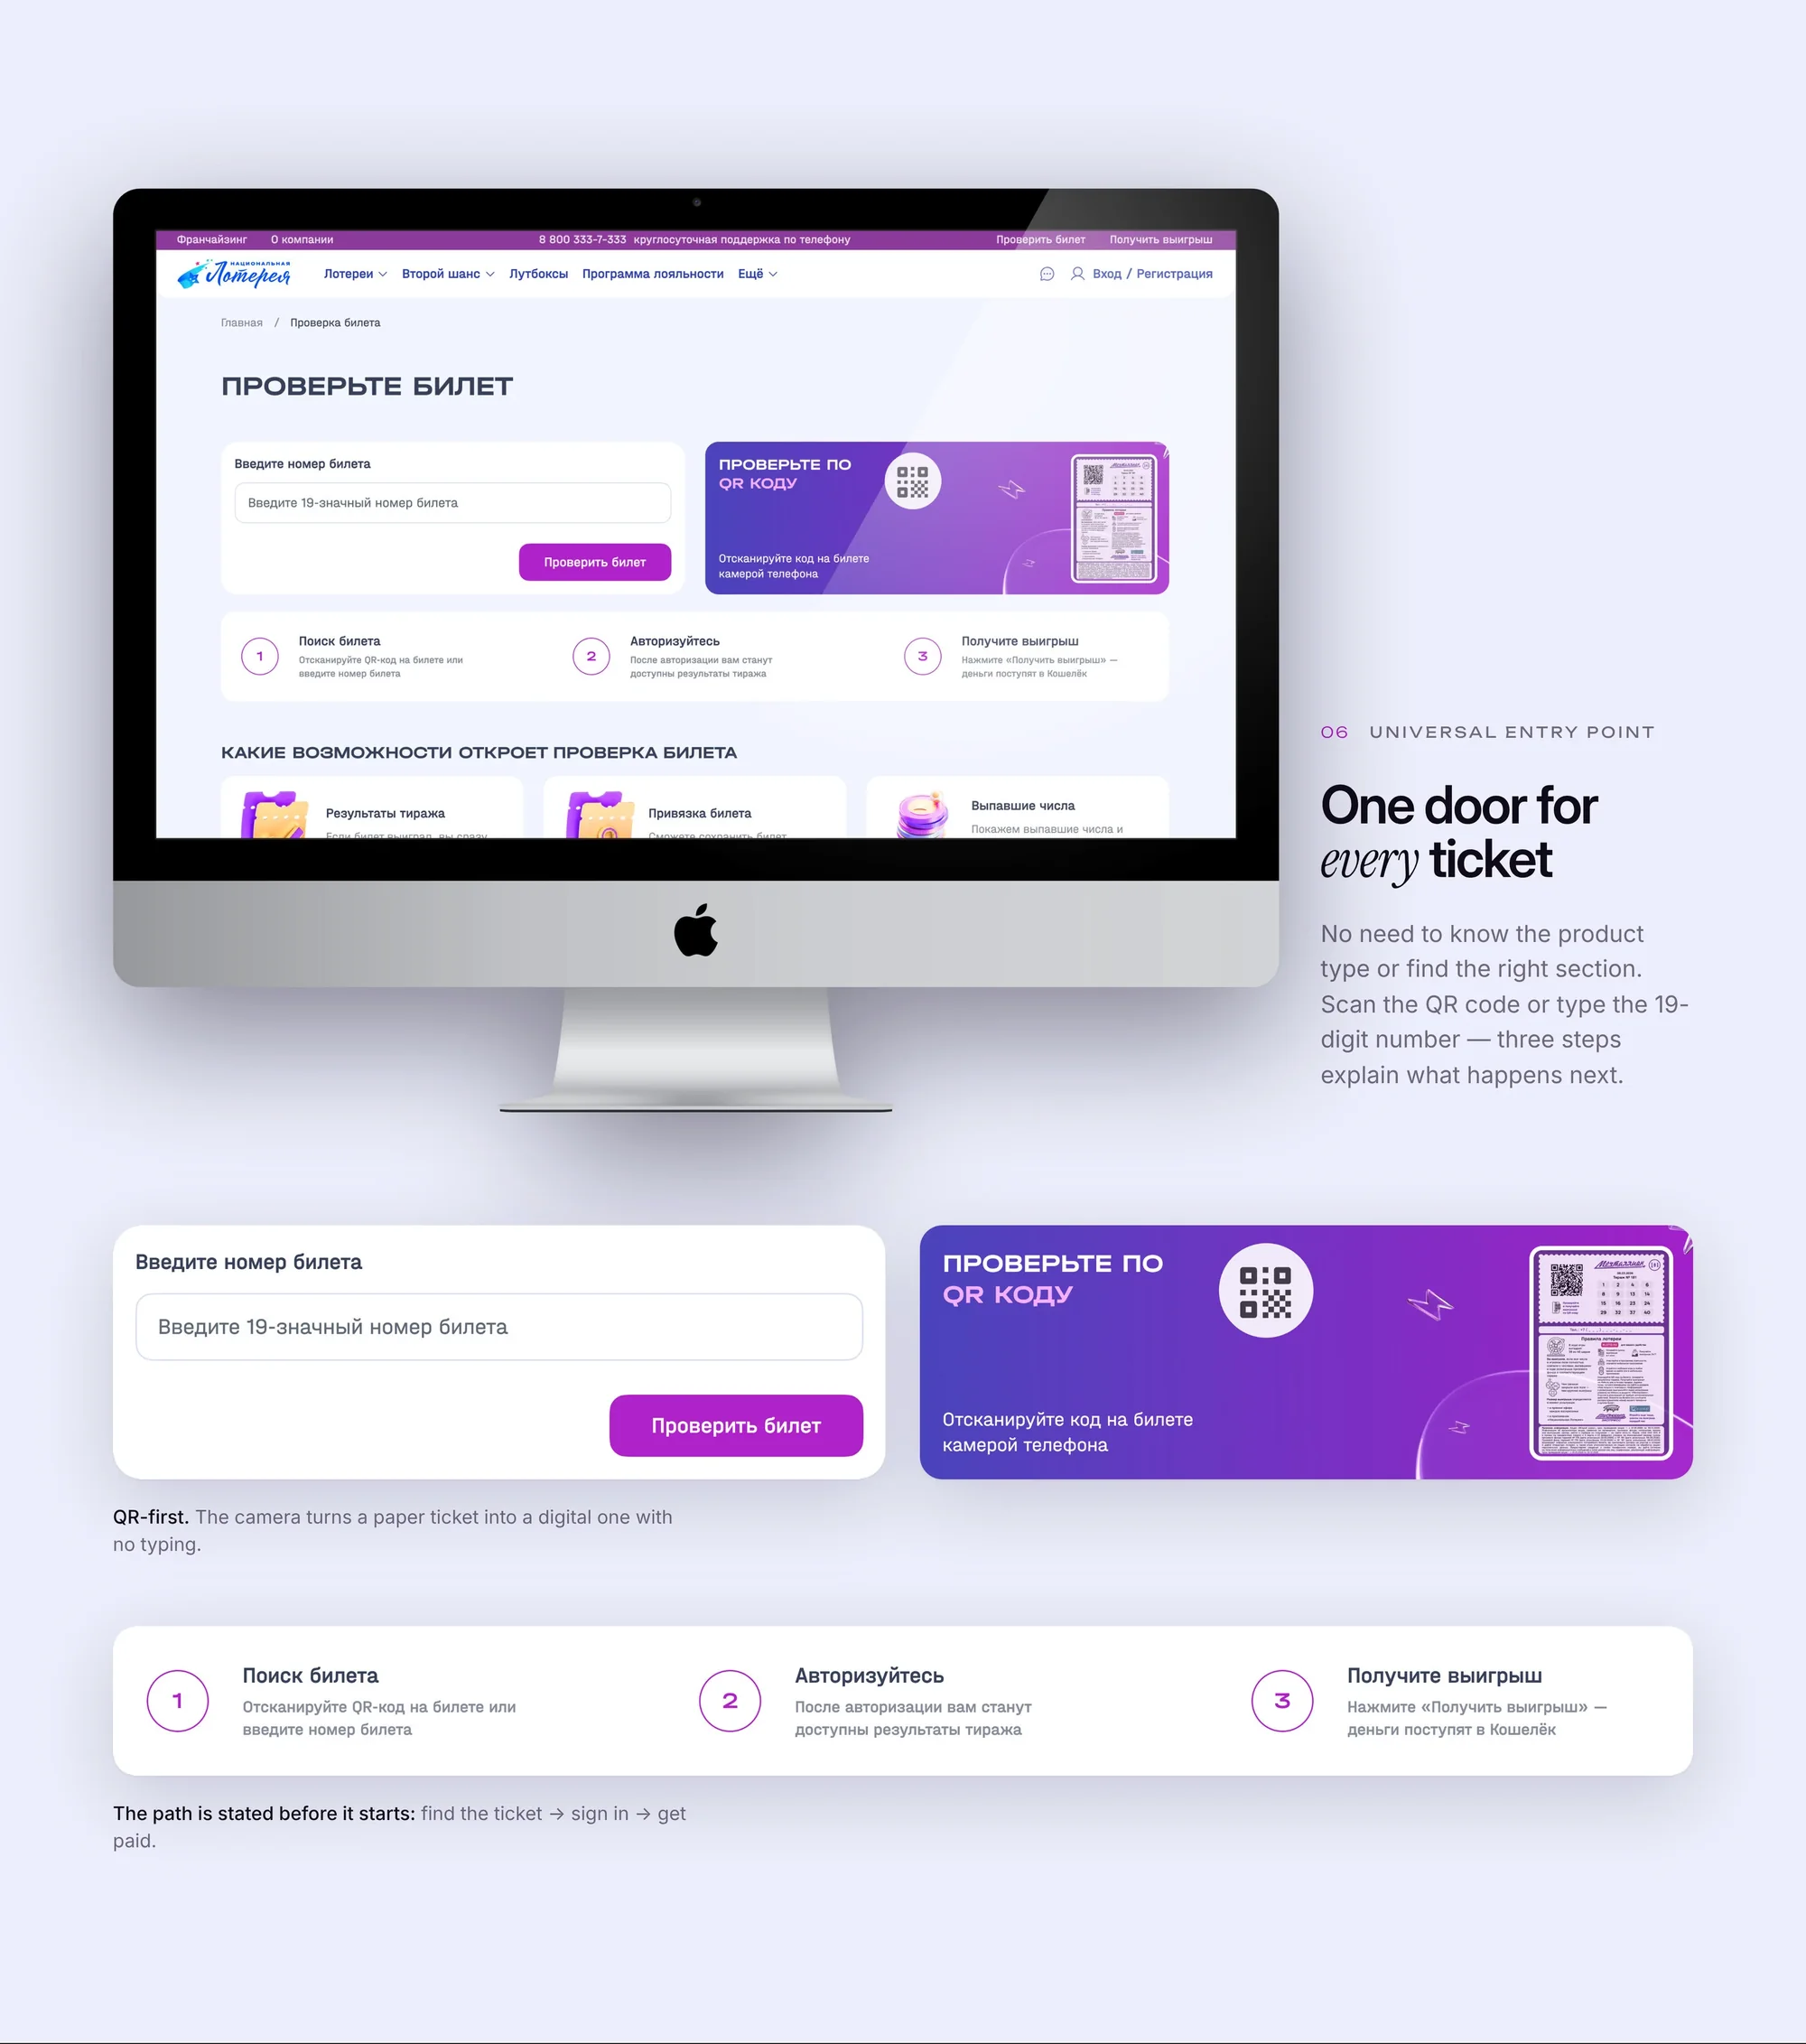 Франчайзинг О компании 8 800 333-7-333 круглосуточная поддержка по телефону Проверить билет Получить выигрыш
НАЦИОНАЛЬНАЯ
Лотерея
Лотереи Второй шанс Лутбоксы Программа лояльности Ещё Вход / Регистрация
Главная / Проверка билета
ПРОВЕРЬТЕ БИЛЕТ
Введите номер билета
Введите 19-значный номер билета
Проверить билет
ПРОВЕРЬТЕ ПО
QR КОДУ
Отсканируйте код на билете
камерой телефона
1
Поиск билета
Отсканируйте QR-код на билете или
введите номер билета
2
Авторизуйтесь
После авторизации вам станут
доступны результаты тиража
3
Получите выигрыш
Нажмите «Получить выигрыш» —
деньги поступят в Кошелёк
КАКИЕ ВОЗМОЖНОСТИ ОТКРОЕТ ПРОВЕРКА БИЛЕТА
Результаты тиража
Если билет выиграл, вы сразу
Привязка билета
Сможете сохранить билет
Выпавшие числа
Покажем выпавшие числа и
06 UNIVERSAL ENTRY POINT
One door for
every ticket
No need to know the product
type or find the right section.
Scan the QR code or type the 19-
digit number — three steps
explain what happens next.
Введите номер билета
Введите 19-значный номер билета
Проверить билет
ПРОВЕРЬТЕ ПО
QR КОДУ
Отсканируйте код на билете
камерой телефона
Мечталлион
Правила лотереи
QR-first. The camera turns a paper ticket into a digital one with
no typing.
1
Поиск билета
Отсканируйте QR-код на билете или
введите номер билета
2
Авторизуйтесь
После авторизации вам станут
доступны результаты тиража
3
Получите выигрыш
Нажмите «Получить выигрыш» —
деньги поступят в Кошелёк
The path is stated before it starts: find the ticket → sign in → get
paid.